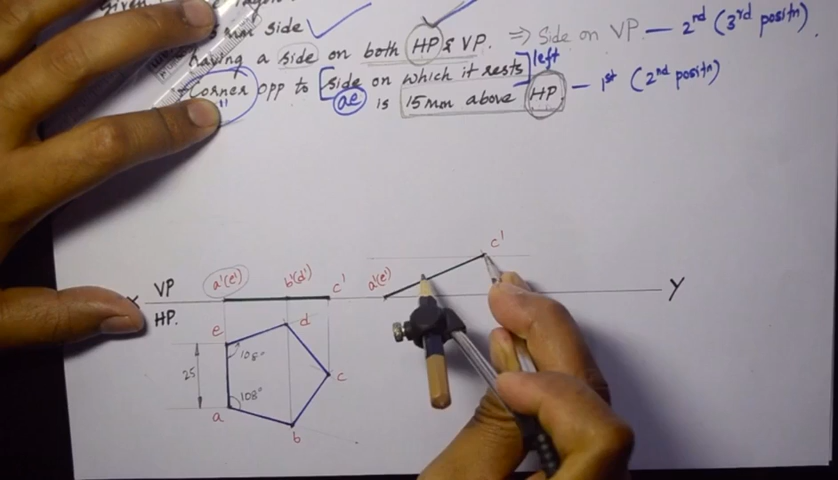 mm side
having a side on both HP & VP. ⇒ Side on VP — 2nd (3rd positn)
Corner opp to [side on which it rests] left
ae is 15mm above HP — 1st (2nd positn)
c'
a'(e') b'(d') c' a'(e')
VP
Y
HP.
e d
108°
25
c
108°
a
b